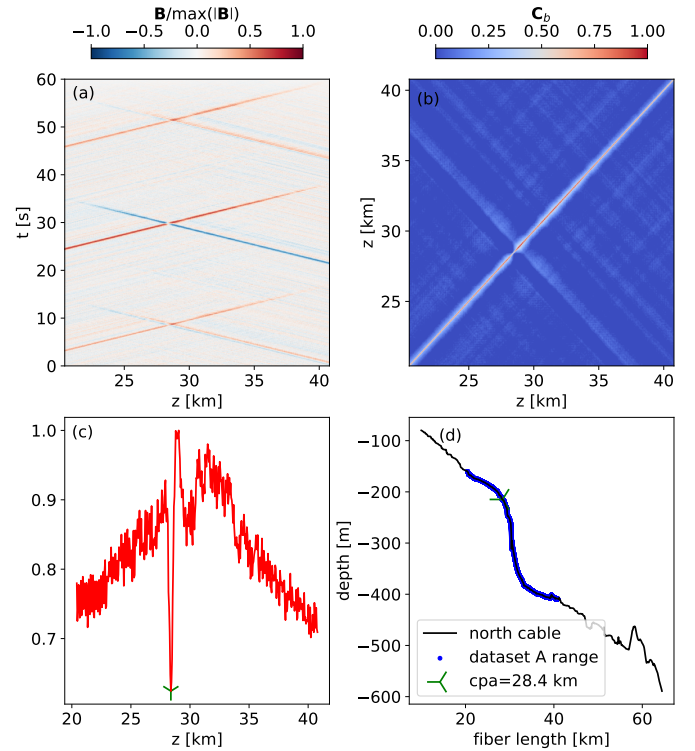 B/max(|B|)
−1.0 −0.5 0.0 0.5 1.0
C_b
0.00 0.25 0.50 0.75 1.00
(a)
60
50
40
30
20
10
0
t [s]
25 30 35 40
z [km]
(b)
40
35
30
25
z [km]
25 30 35 40
z [km]
(c)
1.0
0.9
0.8
0.7
20 25 30 35 40
z [km]
(d)
−100
−200
−300
−400
−500
−600
depth [m]
north cable
dataset A range
cpa=28.4 km
20 40 60
fiber length [km]